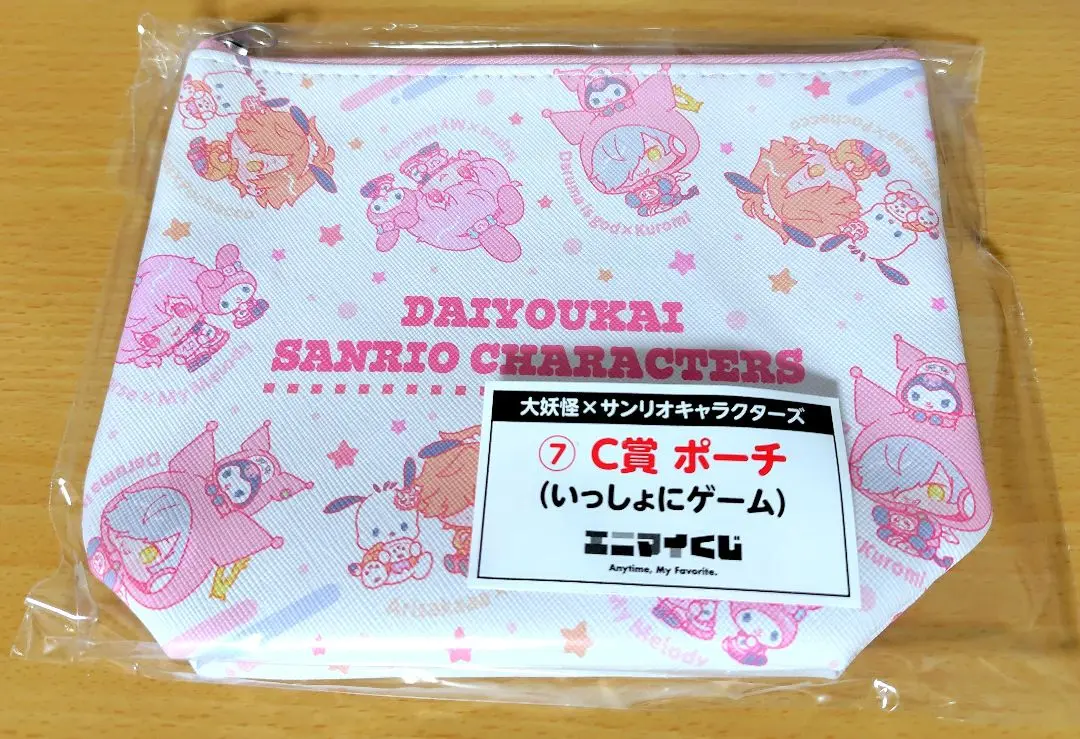 Daruma is god×Kuromi
DAIYOUKAI
SANRIO CHARACTERS
大妖怪×サンリオキャラクターズ
⑦ C賞 ポーチ
(いっしょにゲーム)
エニマイくじ
Anytime, My Favorite.
Daruma
Kuromi
My Melody